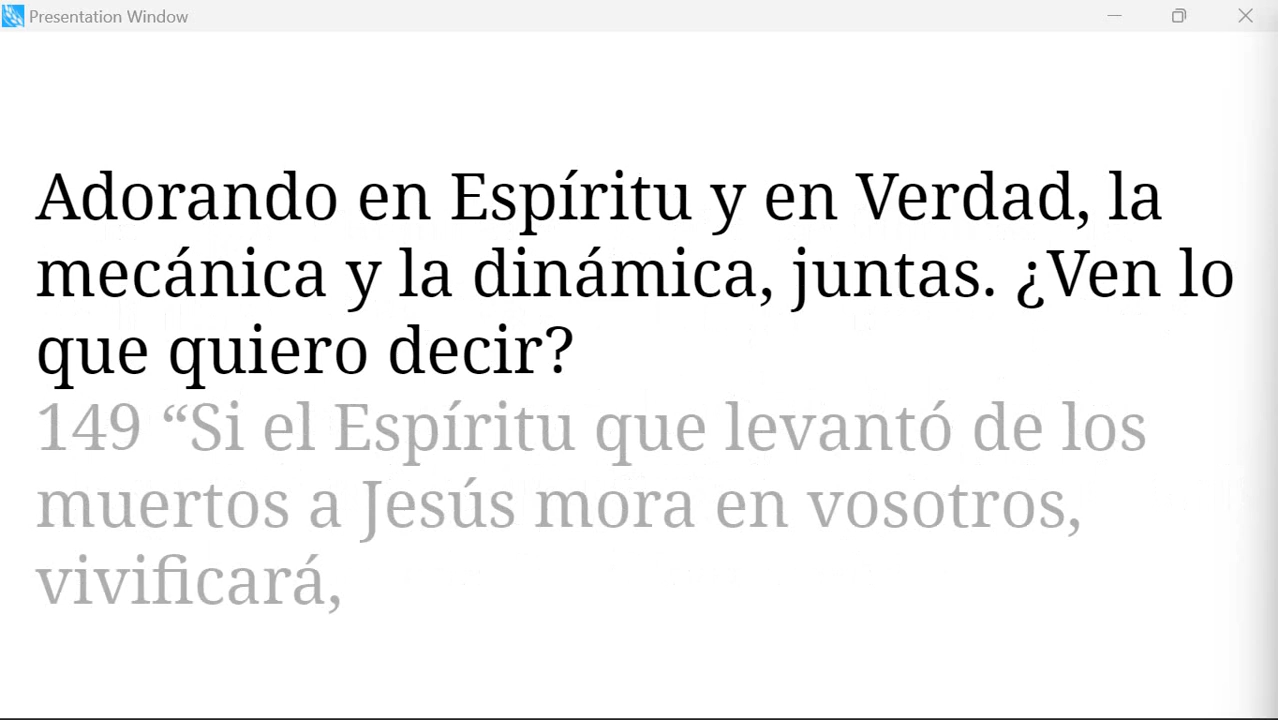 Presentation Window
Adorando en Espíritu y en Verdad, la
mecánica y la dinámica, juntas. ¿Ven lo
que quiero decir?
149 “Si el Espíritu que levantó de los
muertos a Jesús mora en vosotros,
vivificará,